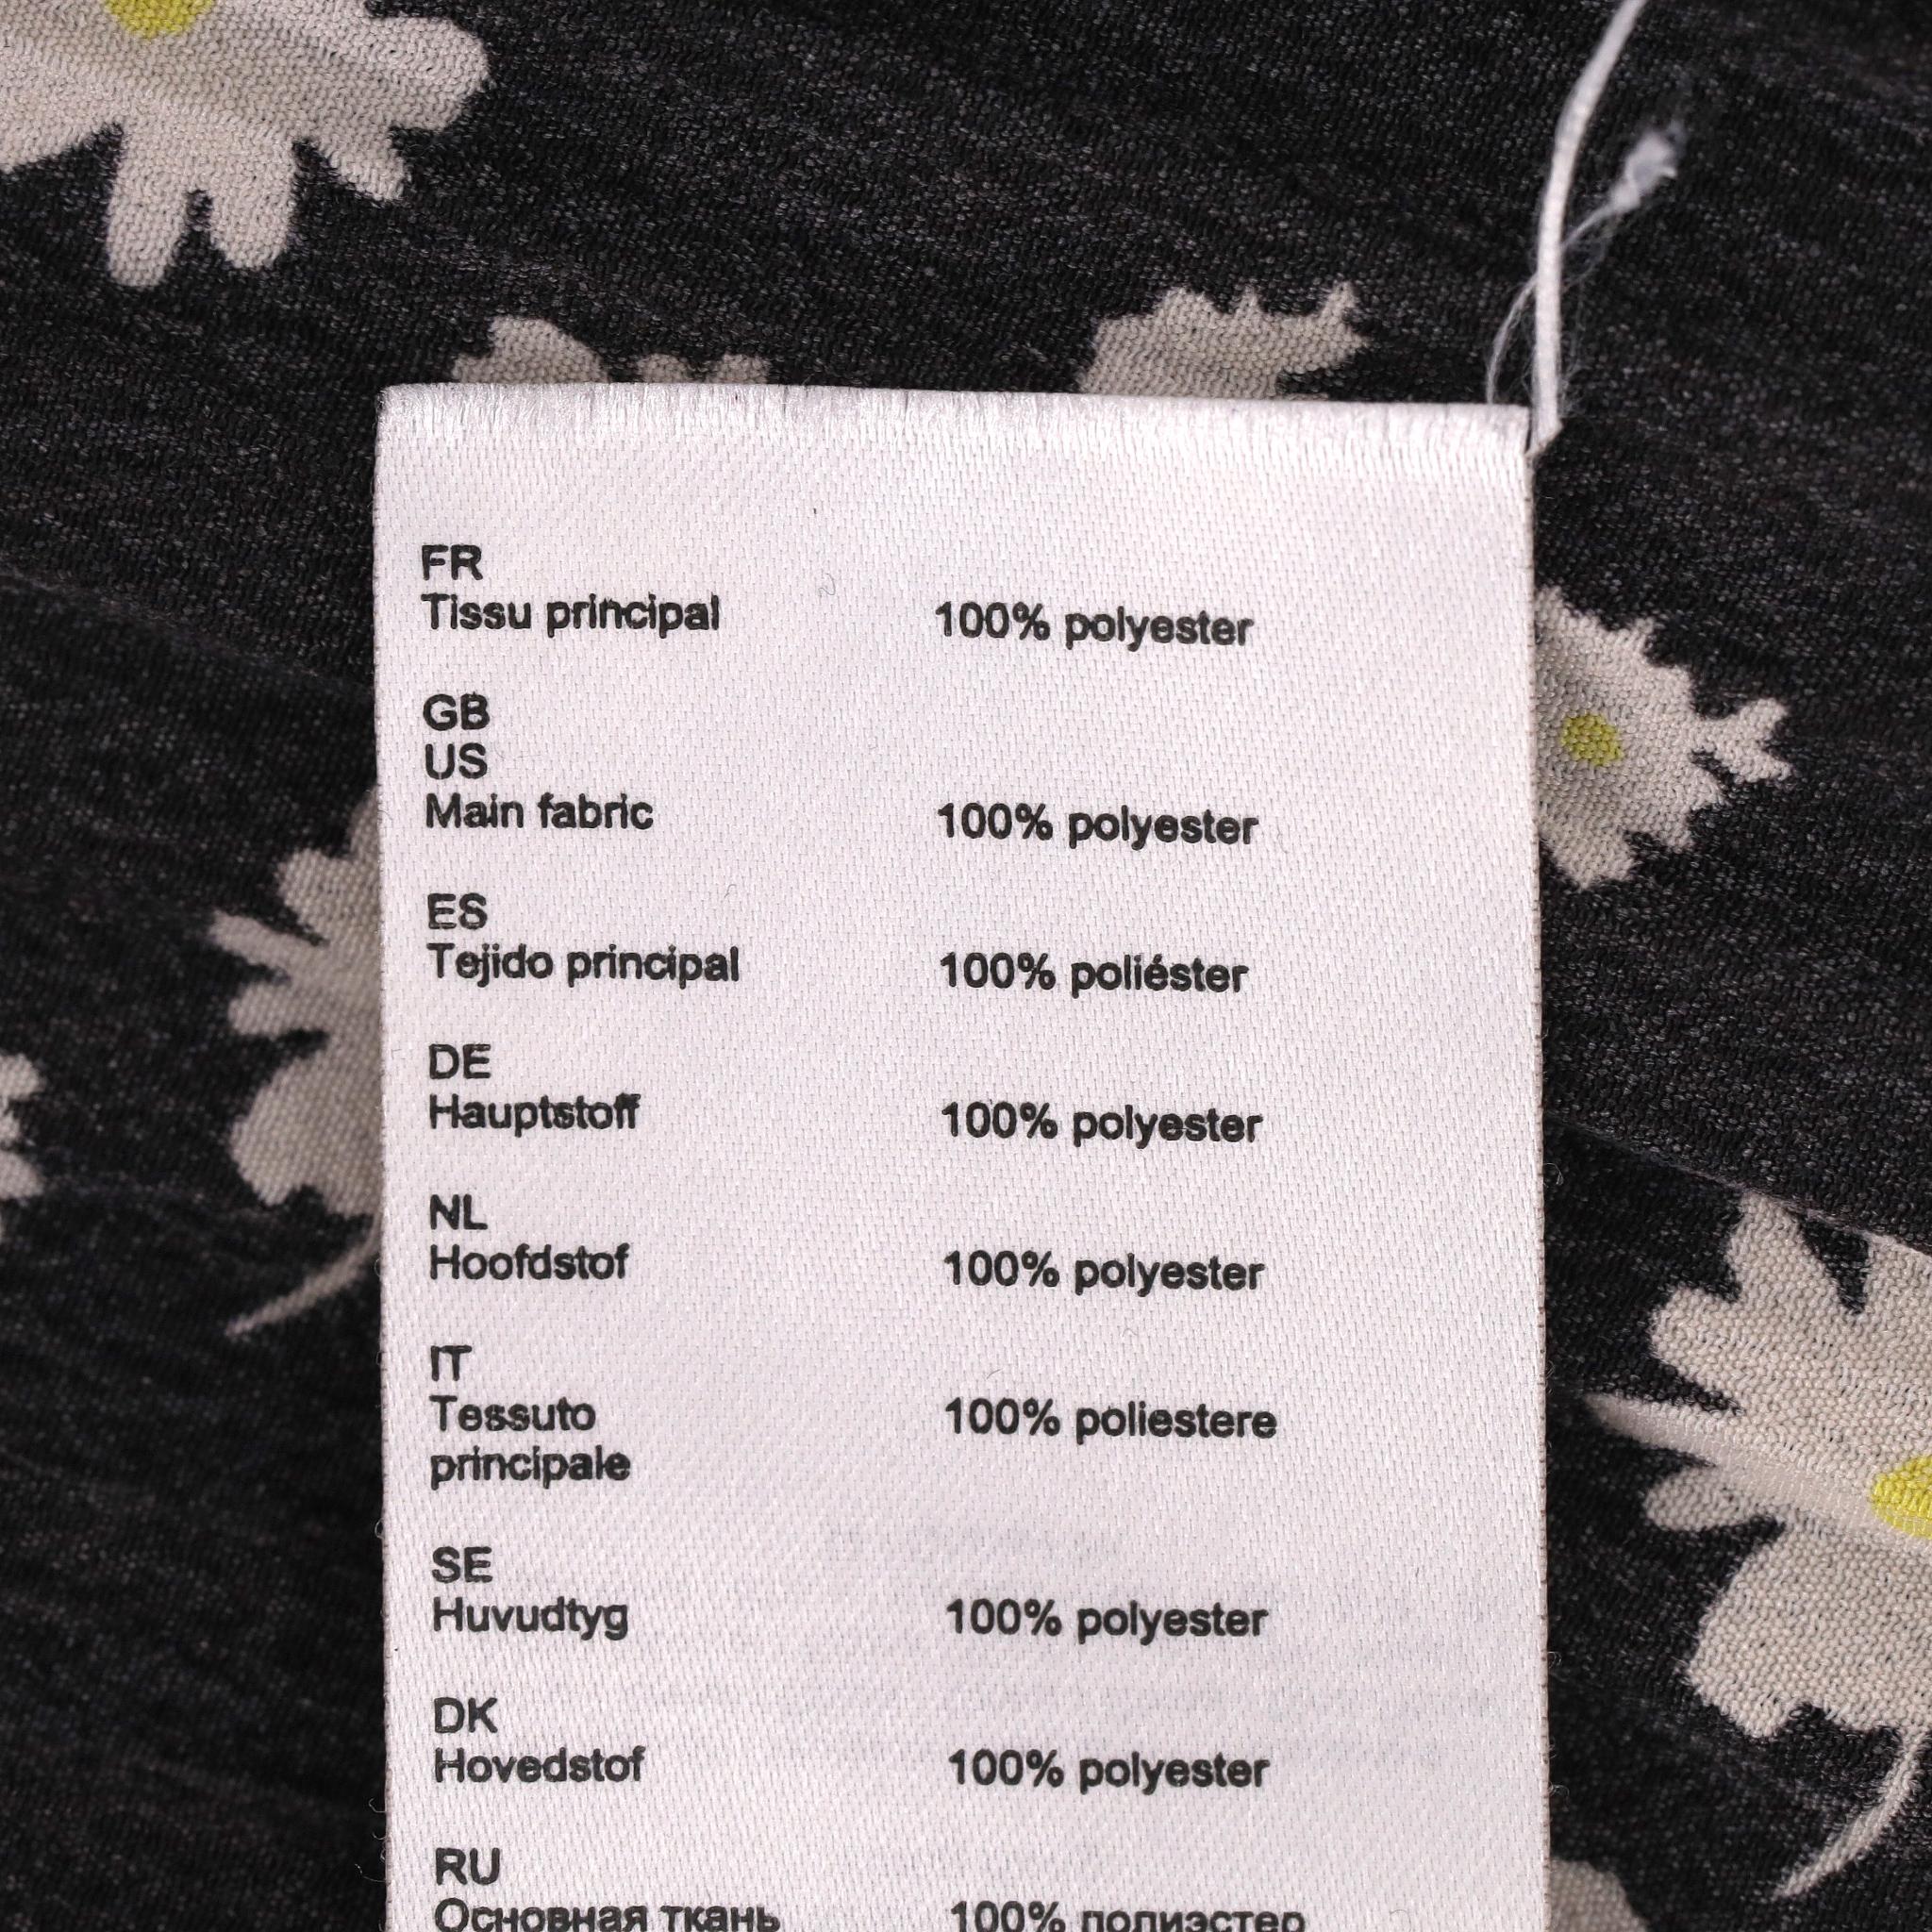 FR
Tissu principal 100% polyester
GB
US
Main fabric 100% polyester
ES
Tejido principal 100% poliéster
DE
Hauptstoff 100% polyester
NL
Hoofdstof 100% polyester
IT
Tessuto 100% poliestere
principale
SE
Huvudtyg 100% polyester
DK
Hovedstof 100% polyester
RU
Основная ткань 100% полиэстер